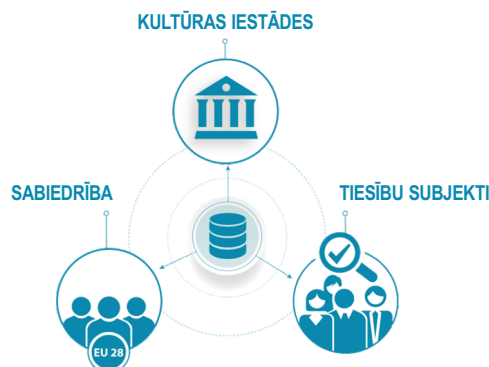 KULTŪRAS IESTĀDES
SABIEDRĪBA
TIESĪBU SUBJEKTI
EU 28